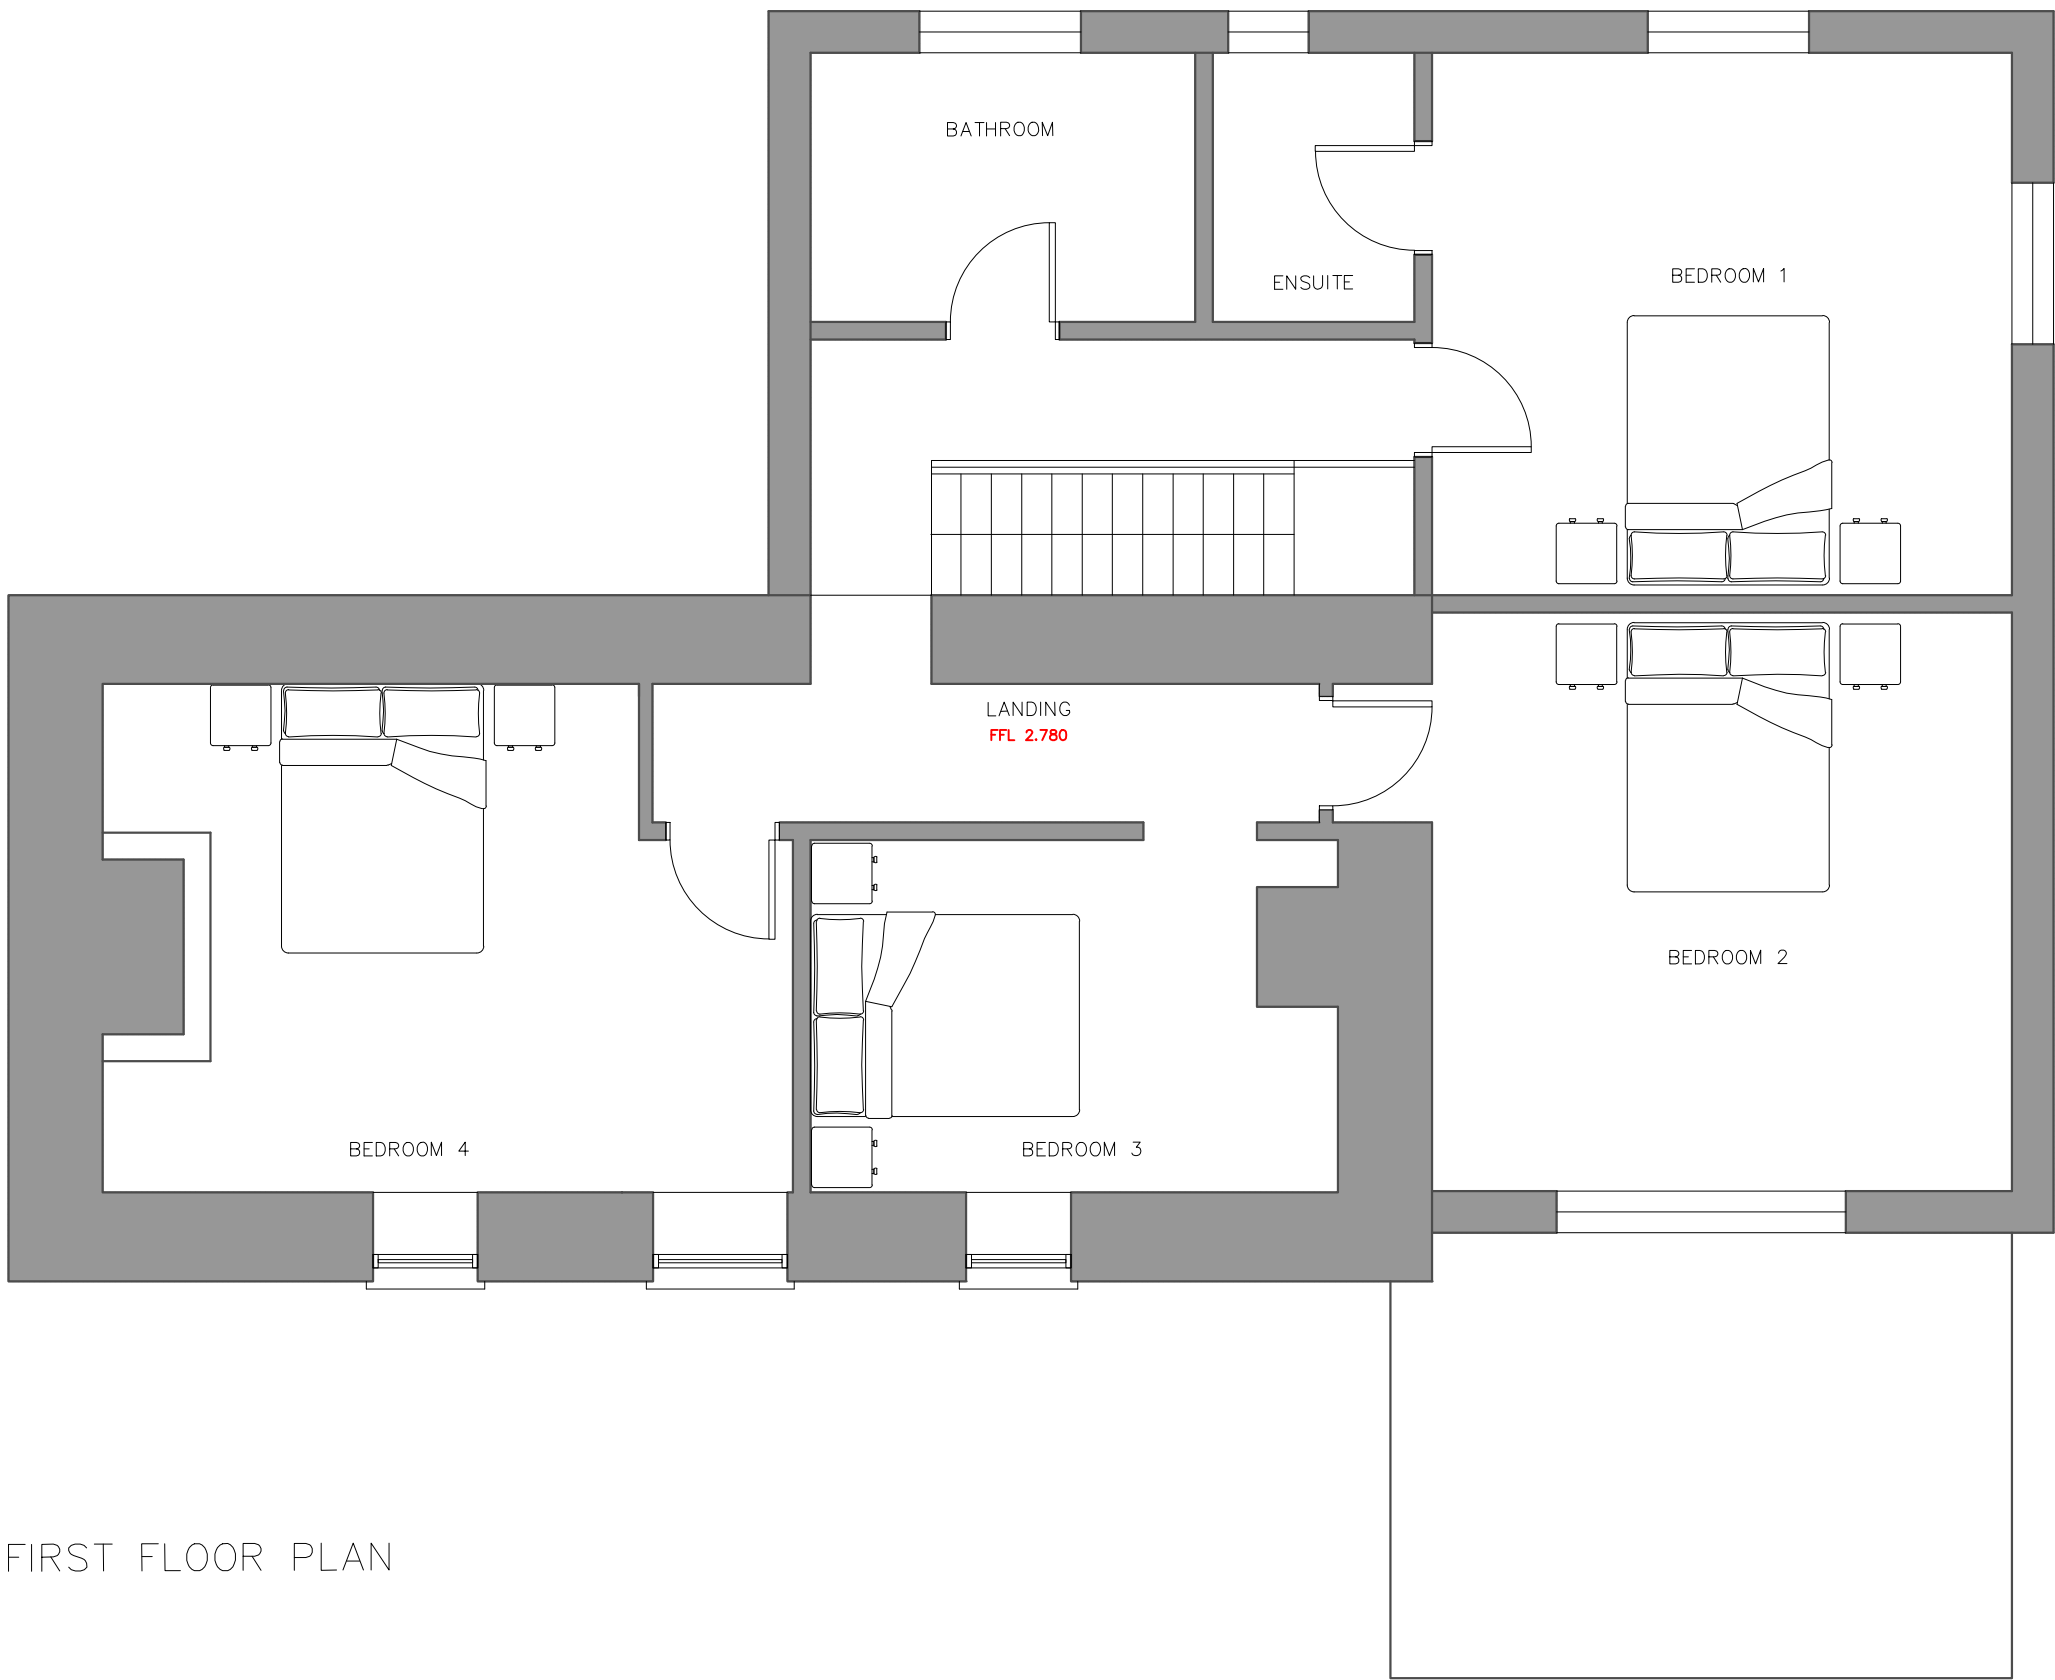 BATHROOM
ENSUITE
BEDROOM 1
LANDING
FFL 2.780
BEDROOM 2
BEDROOM 4
BEDROOM 3
FIRST FLOOR PLAN